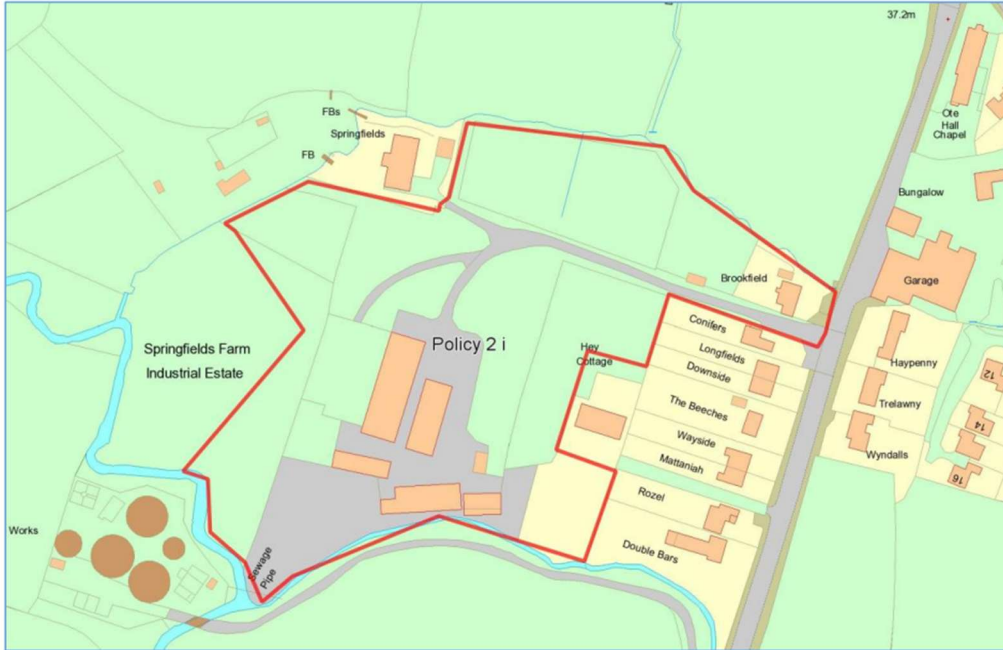 37.2m
Ote
Hall
Chapel
FBs
Springfields
FB
Bungalow
Garage
Brookfield
Springfields Farm
Industrial Estate
Policy 2 i
Hey
Cottage
Conifers
Longfields
Downside
The Beeches
Wayside
Mattaniah
Rozel
Double Bars
Haypenny
Trelawny
Wyndalls
12
14
16
Works
Sewage
Pipe